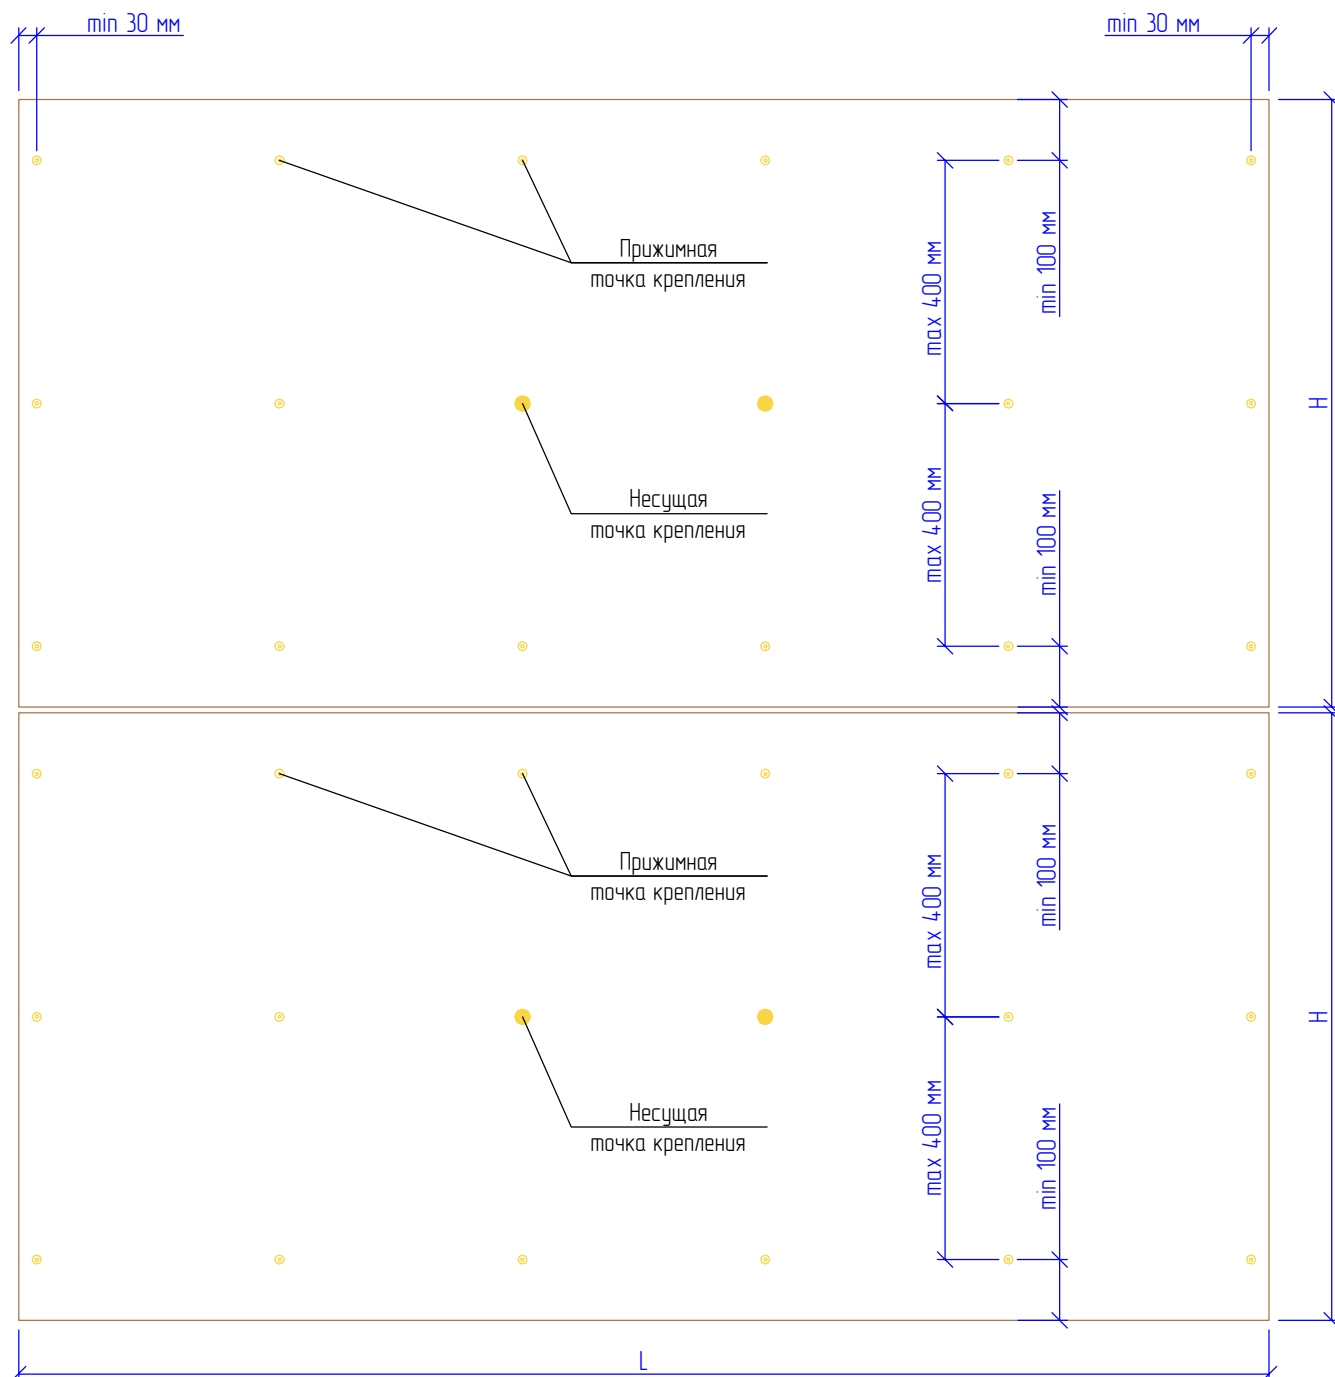 min 30 мм
min 30 мм
Прижимная
точка крепления
max 400 мм
min 100 мм
H
Несущая
точка крепления
max 400 мм
min 100 мм
Прижимная
точка крепления
max 400 мм
min 100 мм
H
Несущая
точка крепления
max 400 мм
min 100 мм
L